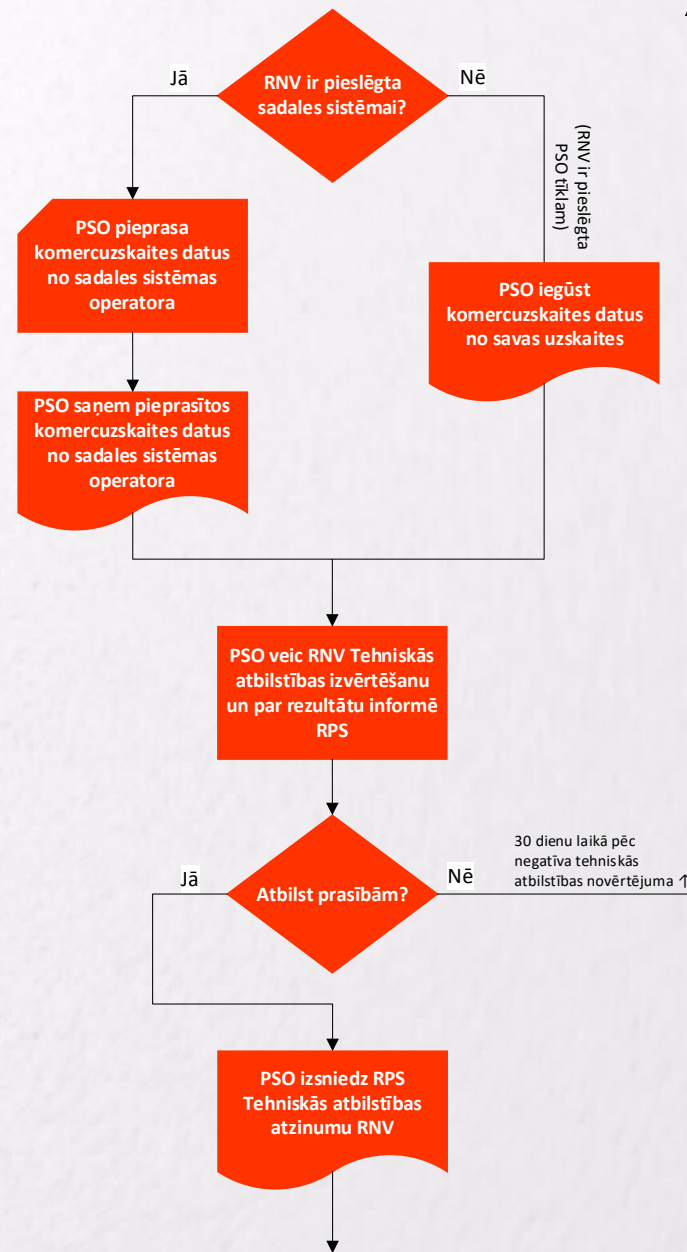 RNV ir pieslēgta
sadales sistēmai?
Jā
Nē
(RNV ir pieslēgta
PSO tīklam)
PSO pieprasa
komercuzskaites datus
no sadales sistēmas
operatora
PSO iegūst
komercuzskaites datus
no savas uzskaites
PSO saņem pieprasītos
komercuzskaites datus
no sadales sistēmas
operatora
PSO veic RNV Tehniskās
atbilstības izvērtēšanu
un par rezultātu informē
RPS
Atbilst prasībām?
Jā
Nē
30 dienu laikā pēc
negatīva tehniskās
atbilstības novērtējuma ↑
PSO izsniedz RPS
Tehniskās atbilstības
atzinumu RNV